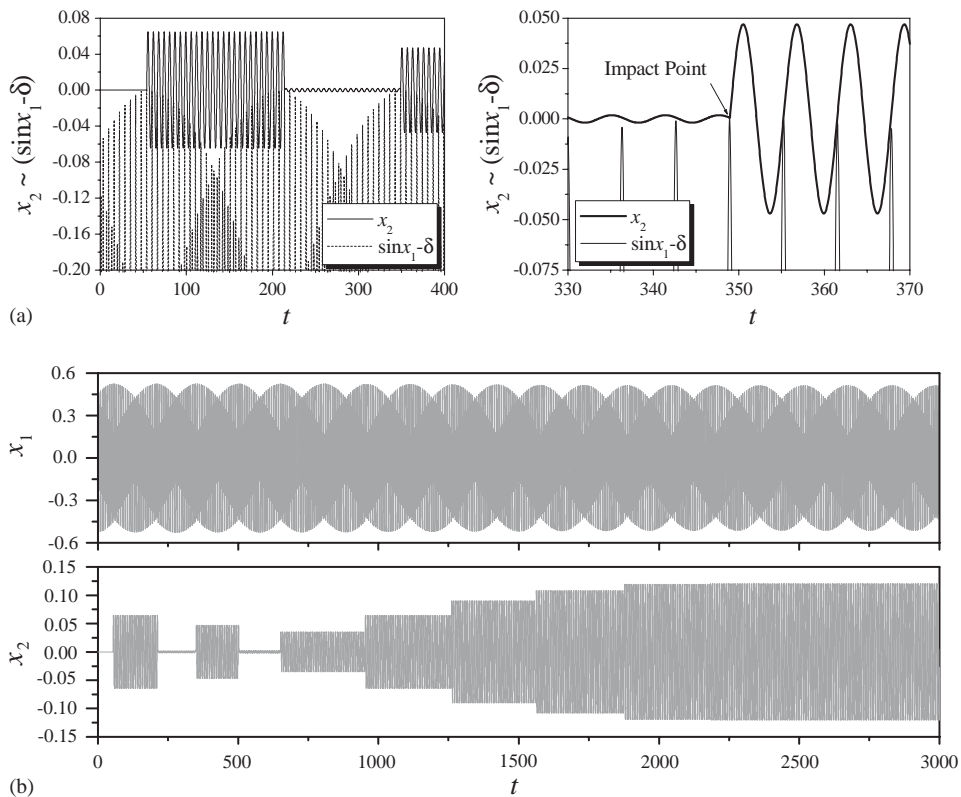 0.08
0.04
0.00
-0.04
-0.08
-0.12
-0.16
-0.20
x₂ ~ (sinx₁-δ)
x₂
sinx₁-δ
0 100 200 300 400
t
(a)
0.050
0.025
0.000
-0.025
-0.050
-0.075
x₂ ~ (sinx₁-δ)
Impact Point
x₂
sinx₁-δ
330 340 350 360 370
t
0.6
0.3
0.0
-0.3
-0.6
x₁
0.15
0.10
0.05
0.00
-0.05
-0.10
-0.15
x₂
0 500 1000 1500 2000 2500 3000
t
(b)